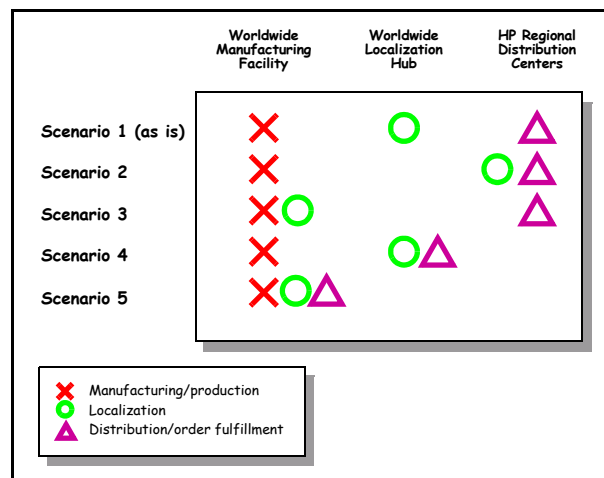 Worldwide
Manufacturing
Facility
Worldwide
Localization
Hub
HP Regional
Distribution
Centers
Scenario 1 (as is)
Scenario 2
Scenario 3
Scenario 4
Scenario 5
Manufacturing/production
Localization
Distribution/order fulfillment